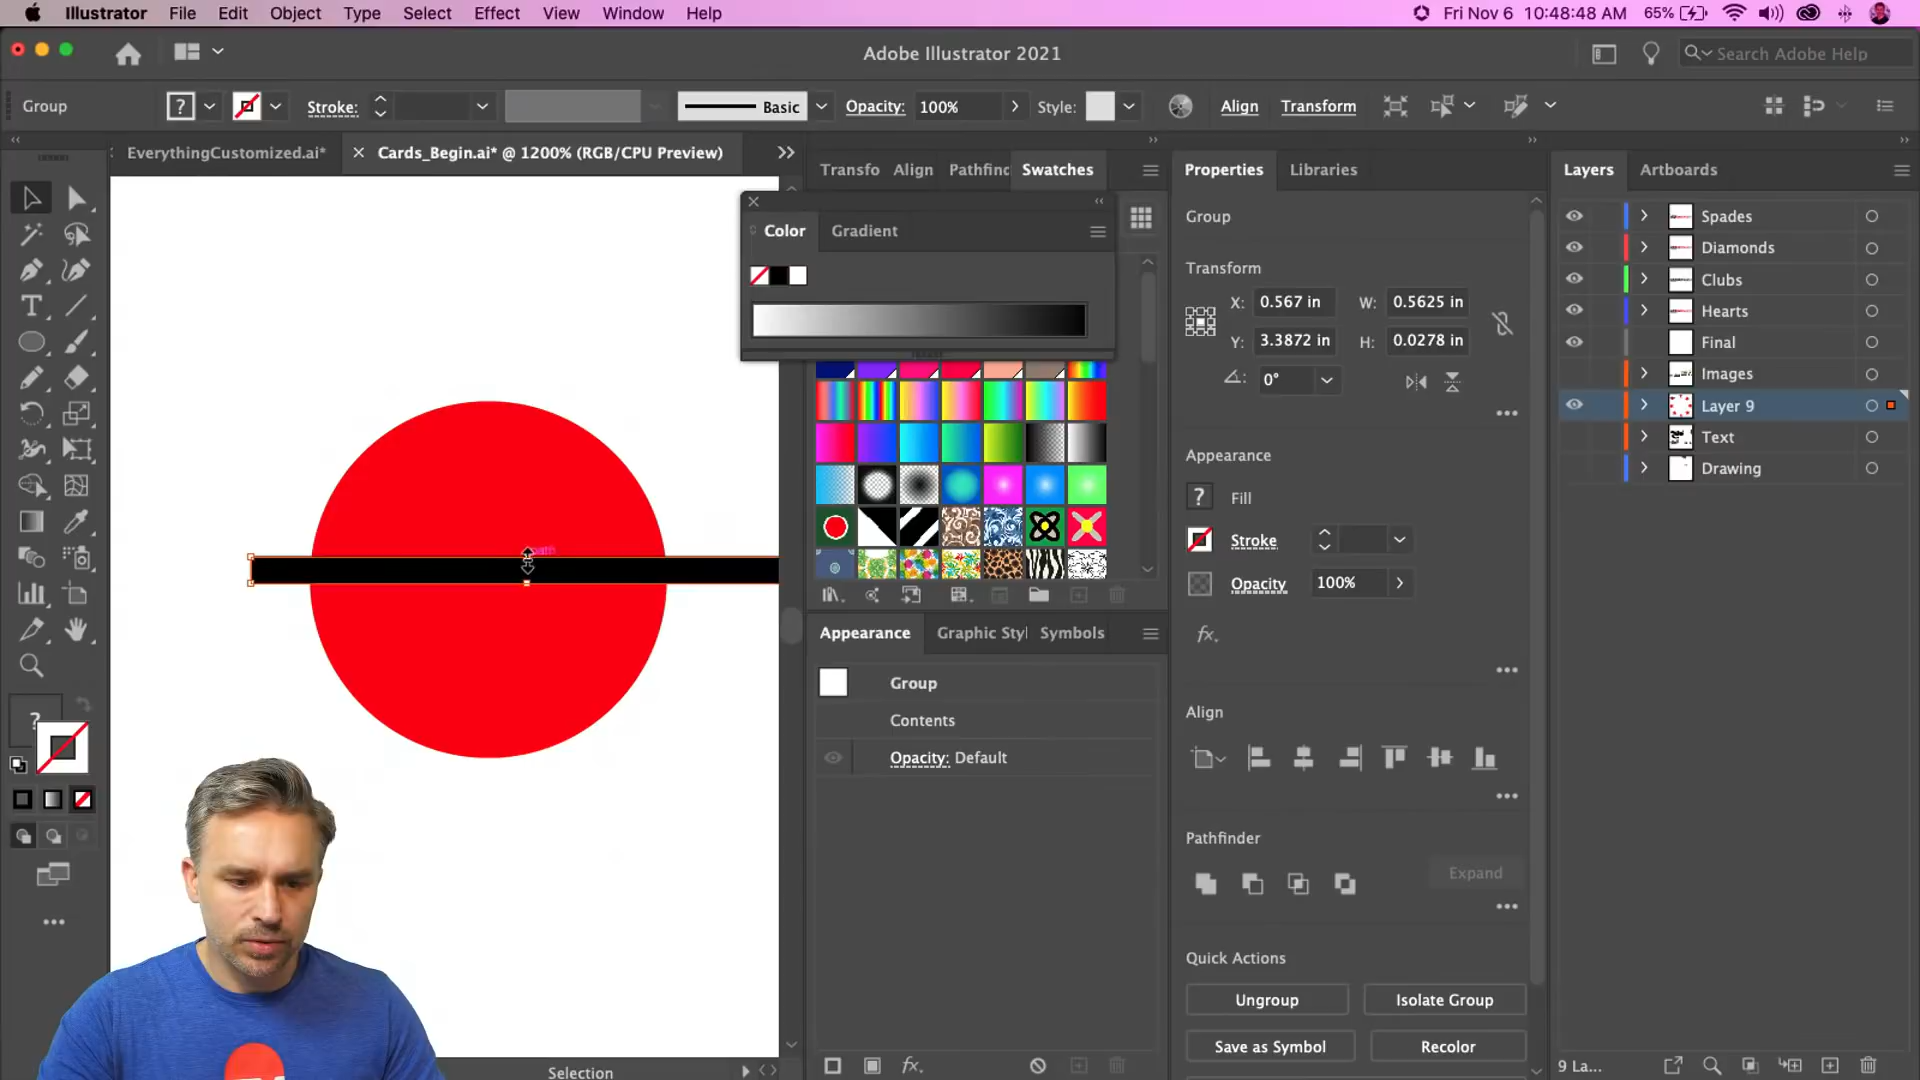 Illustrator File Edit Object Type Select Effect View Window Help Fri Nov 6 10:48:48 AM 65%
Adobe Illustrator 2021 Search Adobe Help
Group ? Stroke: Basic Opacity: 100% Style: Align Transform
EverythingCustomized.ai* Cards_Begin.ai* @ 1200% (RGB/CPU Preview)
Transfo Align Pathfinc Swatches
Properties Libraries
Layers Artboards
Color Gradient
Group
Transform
X: 0.567 in W: 0.5625 in
Y: 3.3872 in H: 0.0278 in
0°
Appearance
? Fill
Stroke
Opacity 100%
fx.
Align
Pathfinder
Expand
Quick Actions
Ungroup Isolate Group
Save as Symbol Recolor
Spades
Diamonds
Clubs
Hearts
Final
Images
Layer 9
Text
Drawing
path
Appearance Graphic Styl Symbols
Group
Contents
Opacity: Default
?
Selection
fx.
9 La...